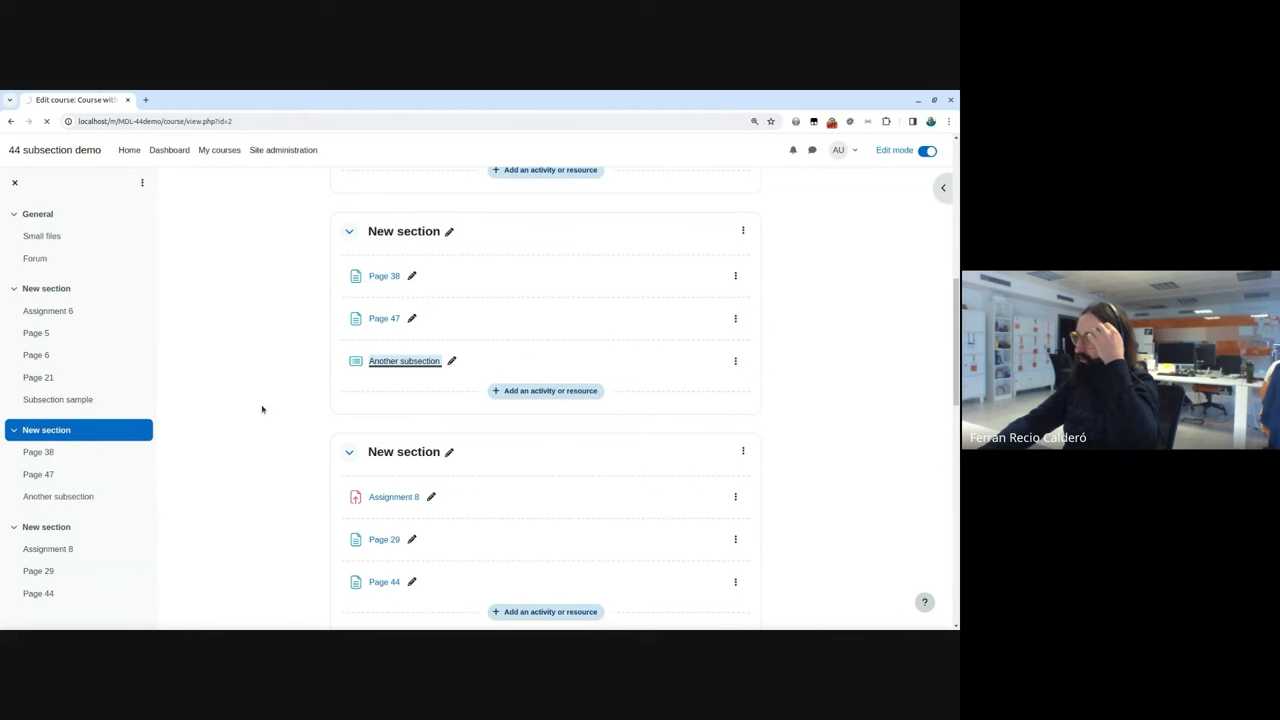 Edit course: Course with
localhost/m/MDL-44demo/course/view.php?id=2
44 subsection demo
Home
Dashboard
My courses
Site administration
AU
Edit mode
General
Small files
Forum
New section
Assignment 6
Page 5
Page 6
Page 21
Subsection sample
New section
Page 38
Page 47
Another subsection
New section
Assignment 8
Page 29
Page 44
+ Add an activity or resource
New section
Page 38
Page 47
Another subsection
+ Add an activity or resource
New section
Assignment 8
Page 29
Page 44
+ Add an activity or resource
?
Ferran Recio Calderó